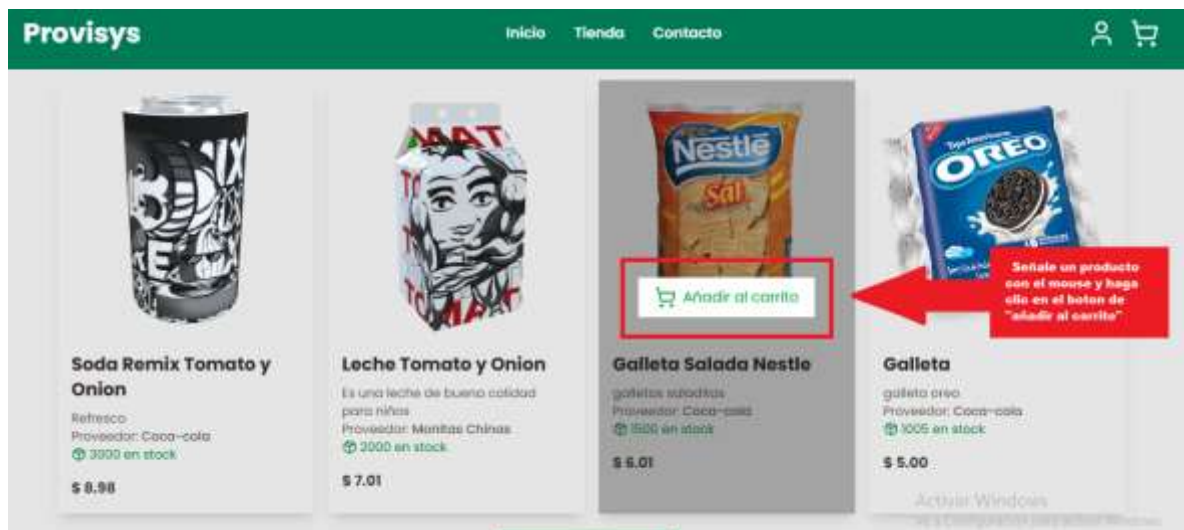 Provisys
Inicio Tienda Contacto
MIX
MAT
Nestlé
Sal
OREO
Añadir al carrito
Señale un producto
con el mouse y haga
clic en el boton de
"añadir al carrito"
Soda Remix Tomato y
Onion
Refresco
Proveedor: Coca-cola
3000 en stock
$ 8.98
Leche Tomato y Onion
Es una leche de buena calidad
para niños
Proveedor: Monitas Chinas
2000 en stock
$ 7.01
Galleta Salada Nestle
galletas saladitas
Proveedor: Coca-cola
1500 en stock
$ 6.01
Galleta
galleta oreo
Proveedor: Coca-cola
1005 en stock
$ 5.00
Activar Windows